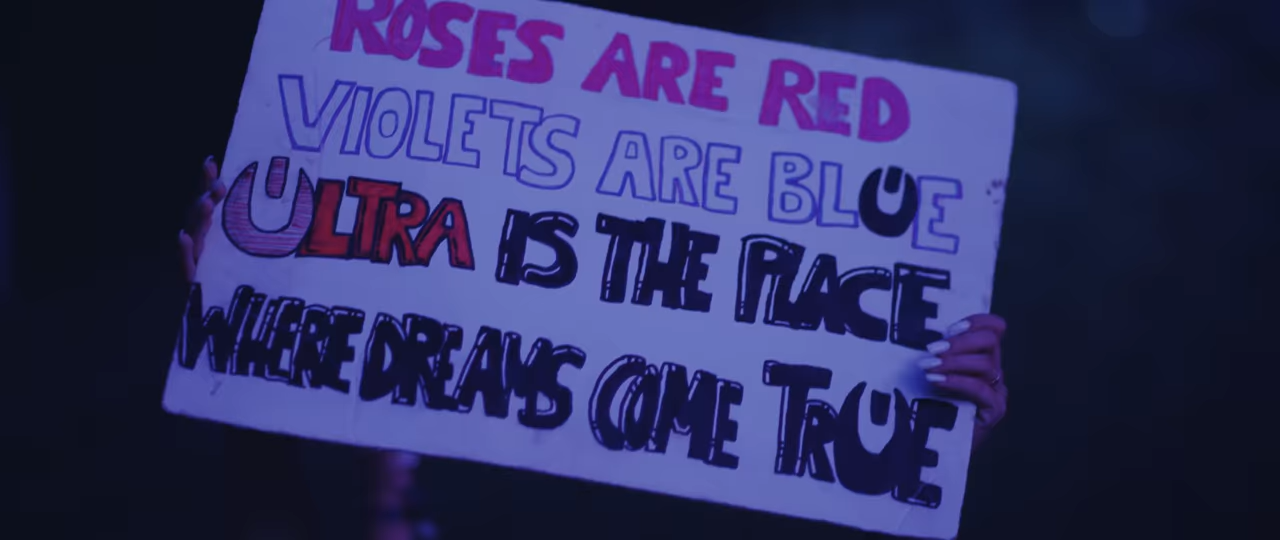 ROSES ARE RED
VIOLETS ARE BLUE
ULTRA IS THE PLACE
WHERE DREAMS COME TRUE